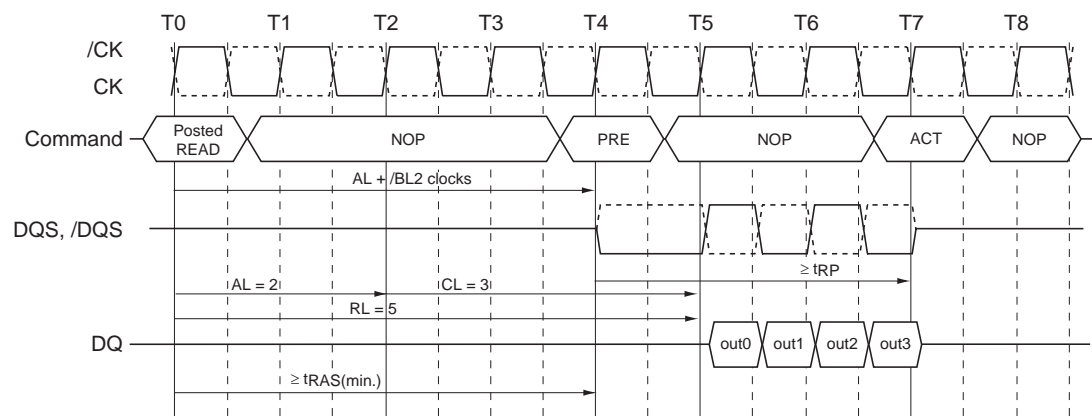 T0 T1 T2 T3 T4 T5 T6 T7 T8
/CK
CK
Command
Posted
READ
NOP
PRE
NOP
ACT
NOP
AL + /BL2 clocks
DQS, /DQS
≥ tRP
AL = 2
CL = 3
RL = 5
DQ
out0 out1 out2 out3
≥ tRAS(min.)